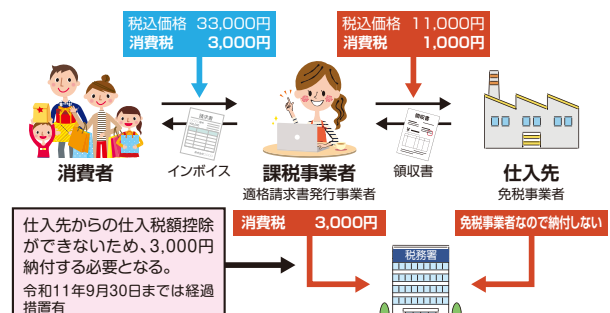 税込価格 33,000円
消費税 3,000円
税込価格 11,000円
消費税 1,000円
請求書
領収書
消費者
インボイス
課税事業者
適格請求書発行事業者
領収書
仕入先
免税事業者
仕入先からの仕入税額控除
ができないため、3,000円
納付する必要となる。
令和11年9月30日までは経過
措置有
消費税 3,000円
免税事業者なので納付しない
税務署